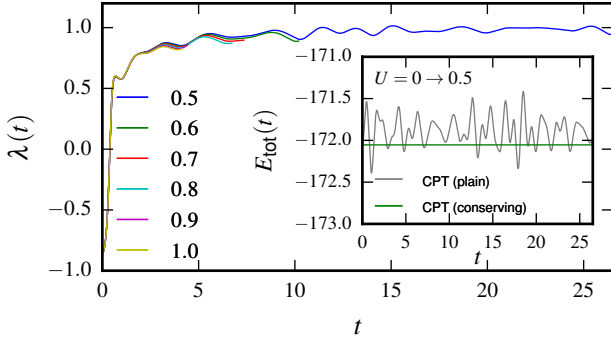 1.0
0.5
0.0
−0.5
−1.0
λ(t)
0 5 10 15 20 25
t
0.5
0.6
0.7
0.8
0.9
1.0
E_tot(t)
−171.0
−171.5
−172.0
−172.5
−173.0
U = 0 → 0.5
CPT (plain)
CPT (conserving)
0 5 10 15 20 25
t